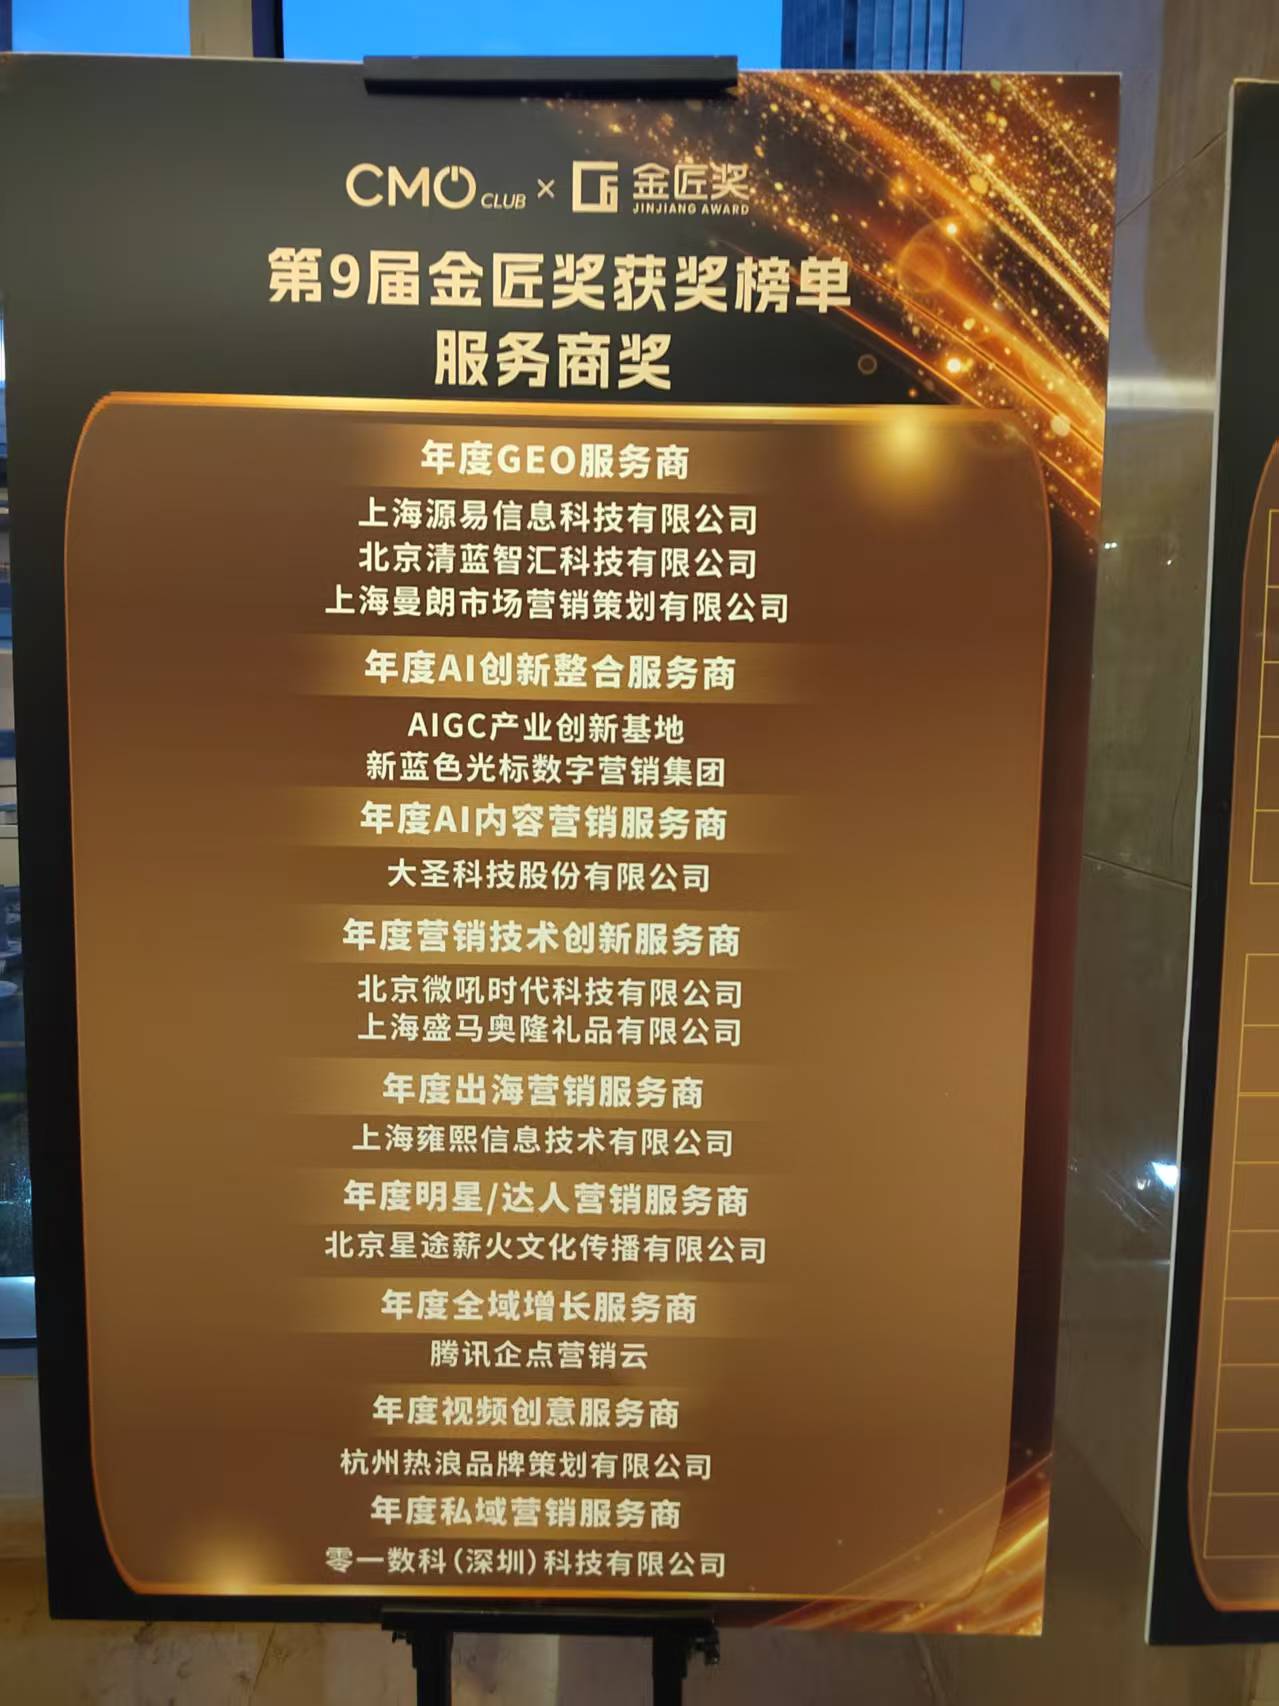 CMO CLUB × 金匠奖
JINJIANG AWARD
第9届金匠奖获奖榜单
服务商奖
年度GEO服务商
上海源易信息科技有限公司
北京清蓝智汇科技有限公司
上海曼朗市场营销策划有限公司
年度AI创新整合服务商
AIGC产业创新基地
新蓝色光标数字营销集团
年度AI内容营销服务商
大圣科技股份有限公司
年度营销技术创新服务商
北京微吼时代科技有限公司
上海盛马奥隆礼品有限公司
年度出海营销服务商
上海雍熙信息技术有限公司
年度明星/达人营销服务商
北京星途薪火文化传播有限公司
年度全域增长服务商
腾讯企点营销云
年度视频创意服务商
杭州热浪品牌策划有限公司
年度私域营销服务商
零一数科(深圳)科技有限公司